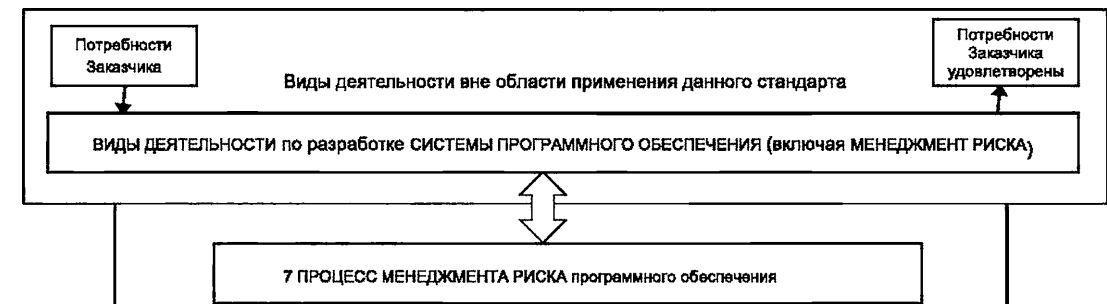 Потребности
Заказчика
Потребности
Заказчика
удовлетворены
Виды деятельности вне области применения данного стандарта
ВИДЫ ДЕЯТЕЛЬНОСТИ по разработке СИСТЕМЫ ПРОГРАММНОГО ОБЕСПЕЧЕНИЯ (включая МЕНЕДЖМЕНТ РИСКА)
7 ПРОЦЕСС МЕНЕДЖМЕНТА РИСКА программного обеспечения